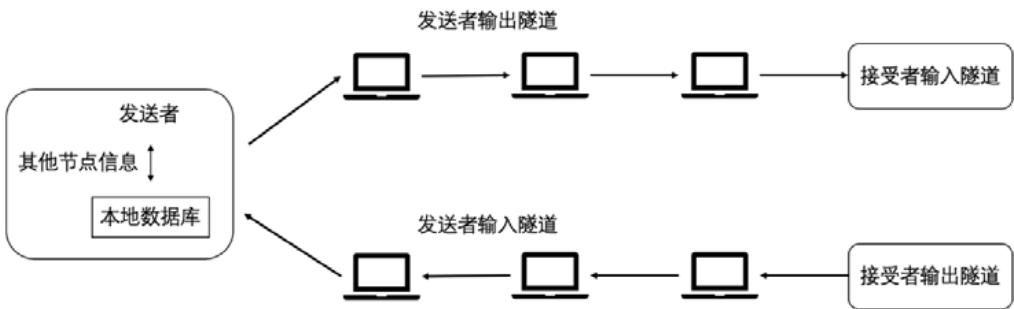 发送者输出隧道
接受者输入隧道
发送者
其他节点信息
本地数据库
发送者输入隧道
接受者输出隧道